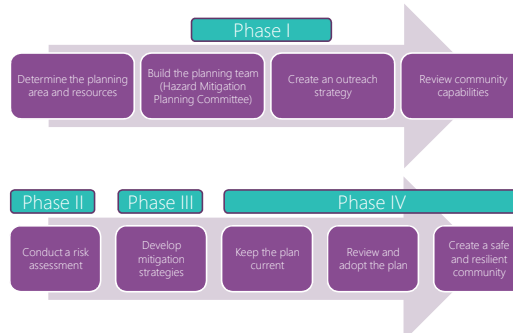 Phase I
Determine the planning
area and resources
Build the planning team
(Hazard Mitigation
Planning Committee)
Create an outreach
strategy
Review community
capabilities
Phase II
Phase III
Phase IV
Conduct a risk
assessment
Develop
mitigation
strategies
Keep the plan
current
Review and
adopt the plan
Create a safe
and resilient
community